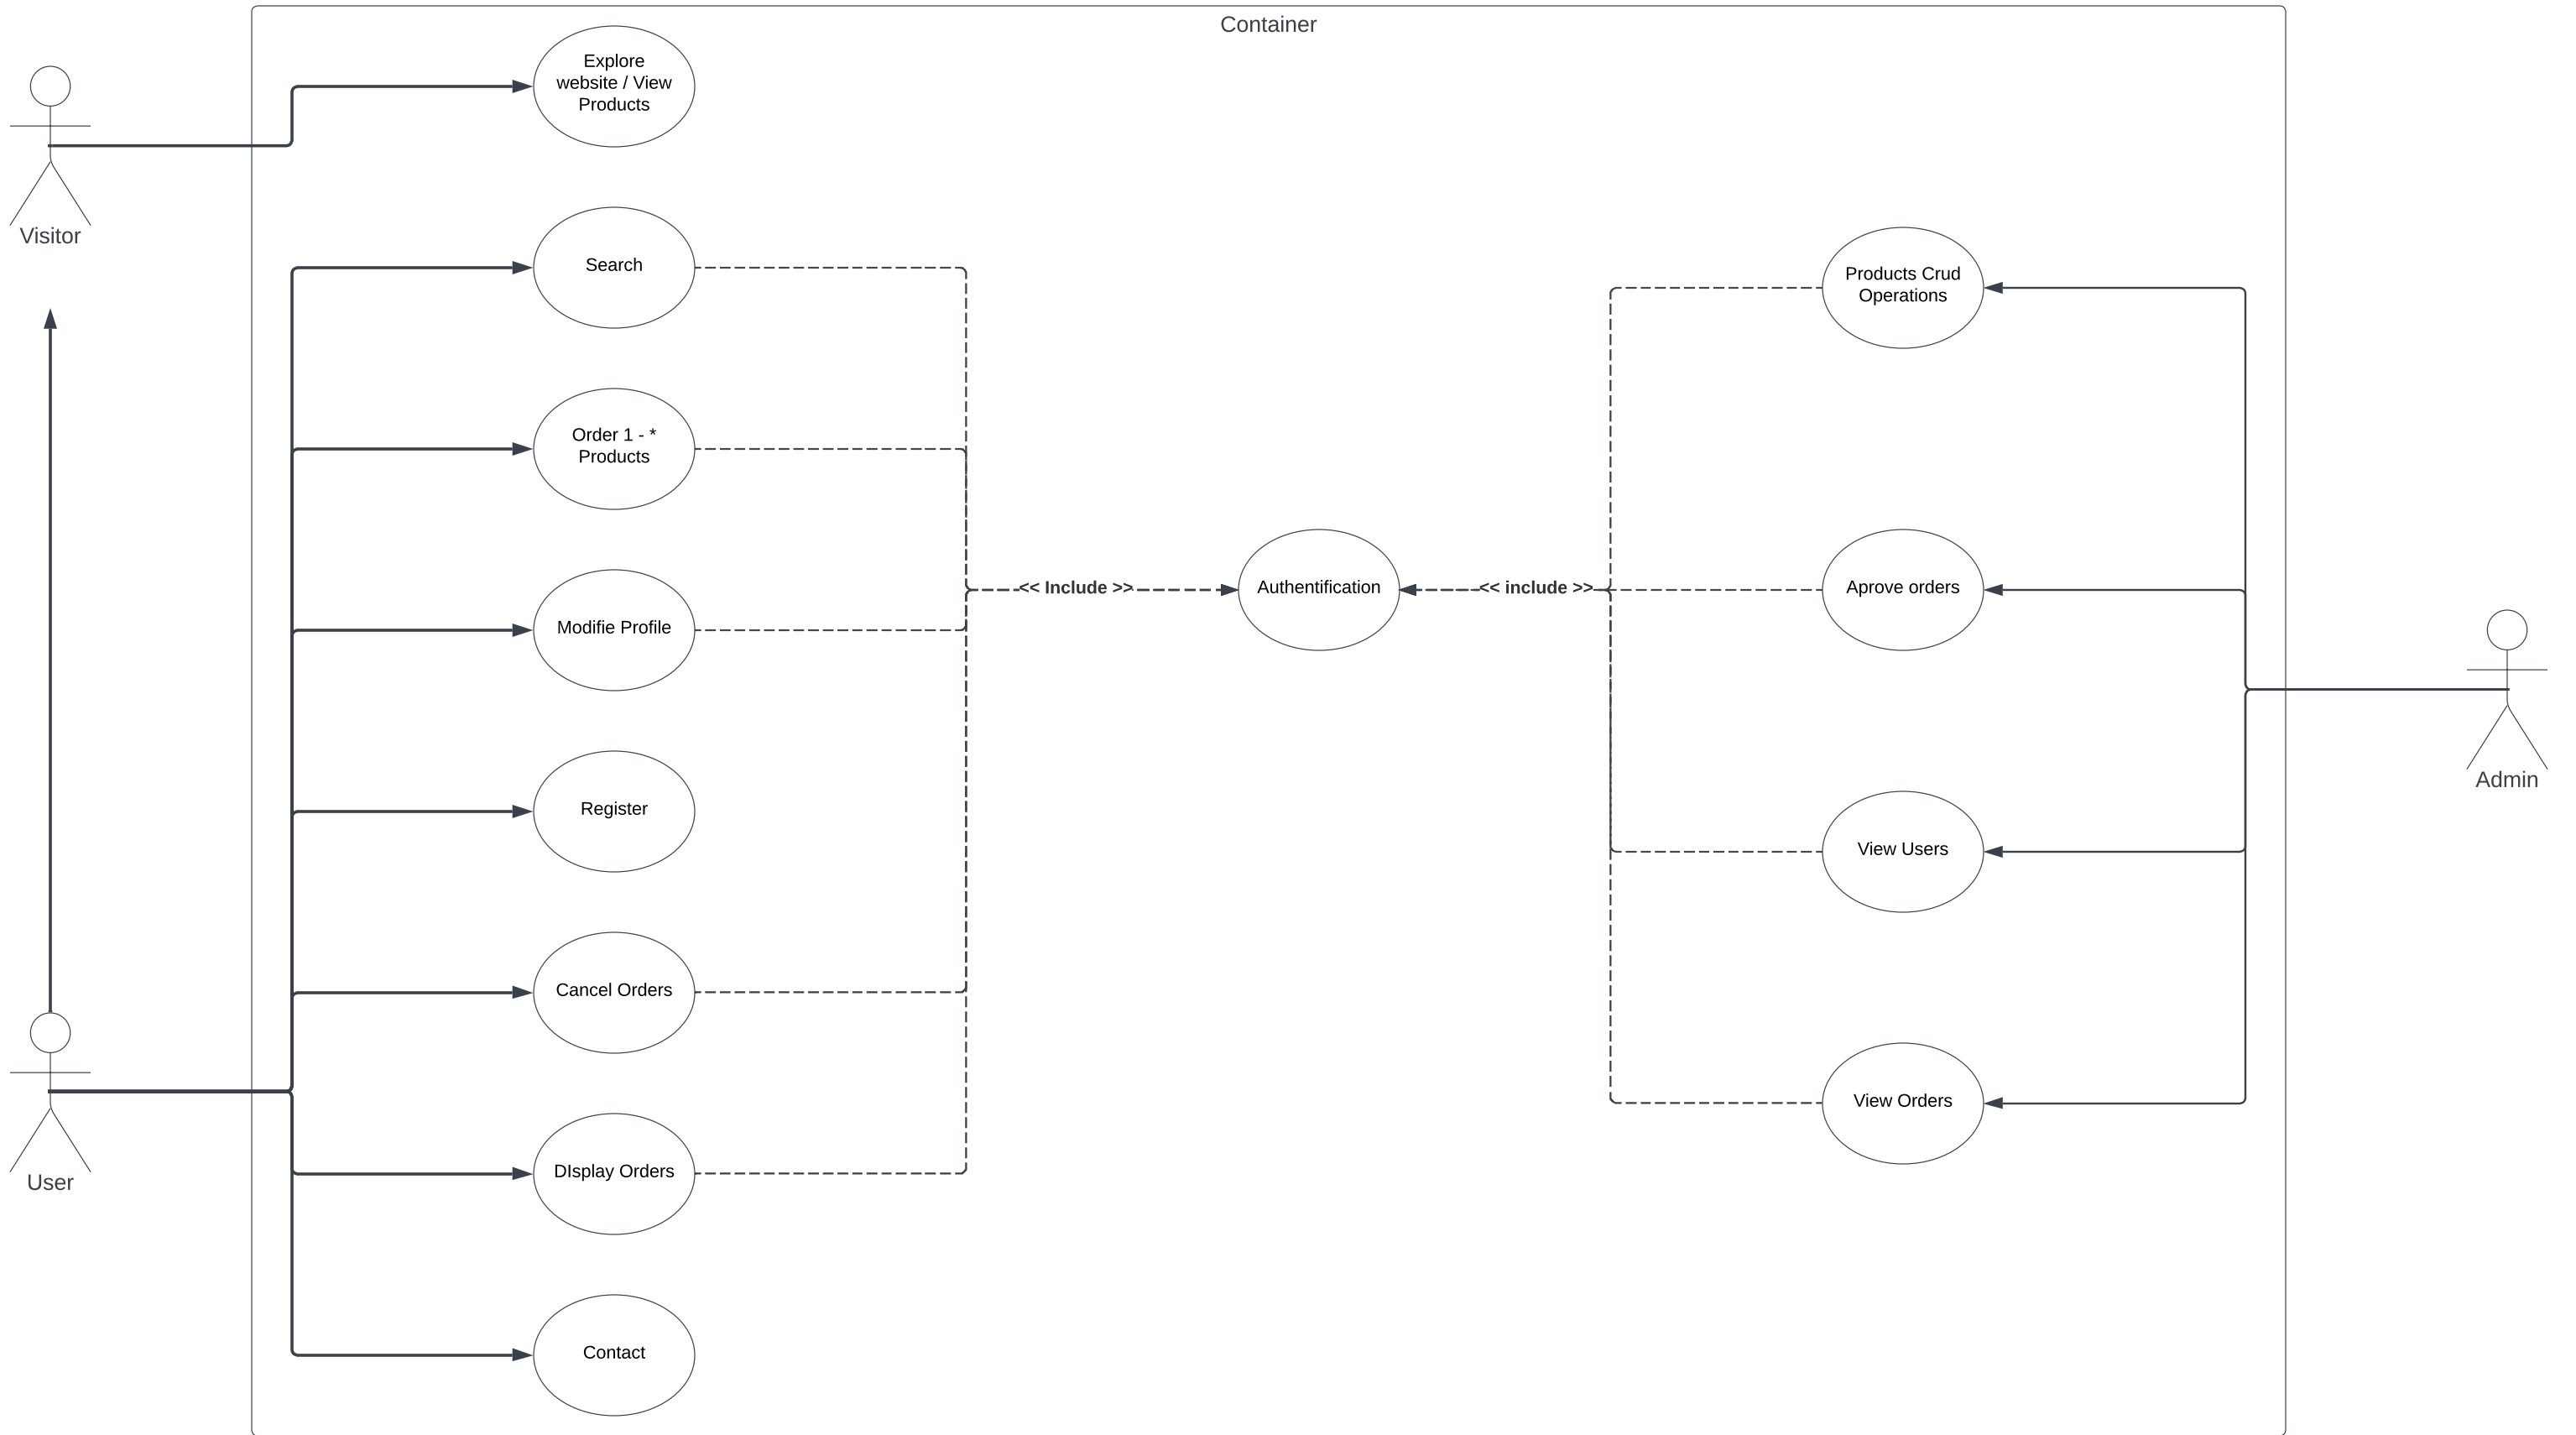 Container
Explore
website / View
Products
Visitor
Search
Products Crud
Operations
Order 1 - *
Products
<< Include >>
Authentification
<< include >>
Aprove orders
Modifie Profile
Admin
Register
View Users
Cancel Orders
View Orders
User
DIsplay Orders
Contact